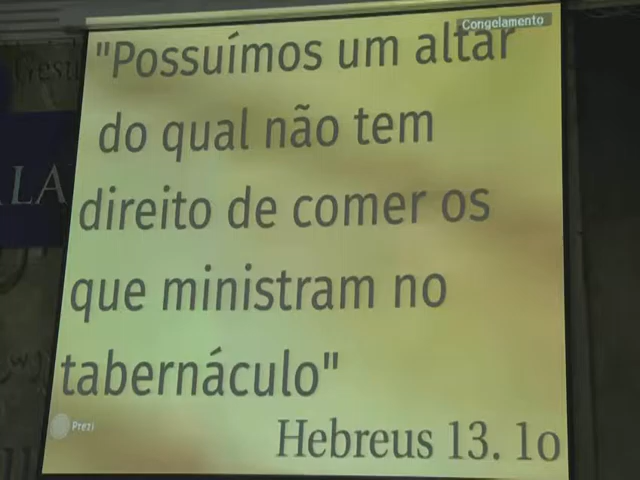 Congelamento
"Possuímos um altar
do qual não tem
direito de comer os
que ministram no
tabernáculo"
Prezi
Hebreus 13. 1o
LA